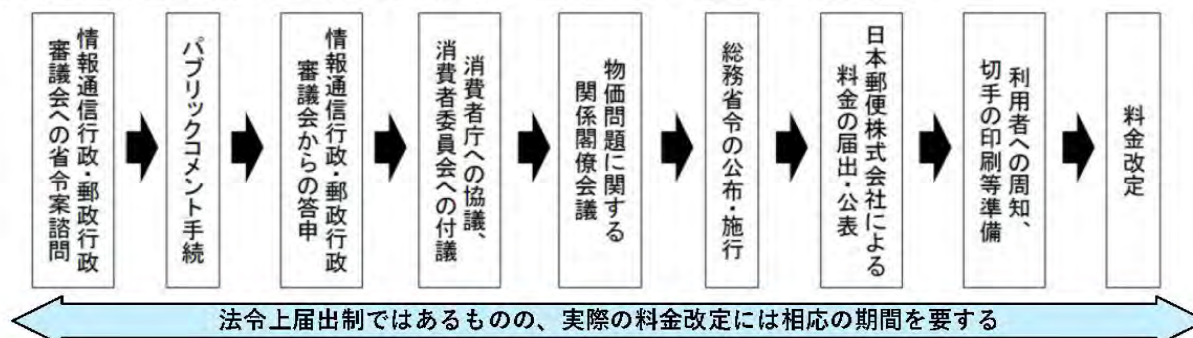 情報通信行政・郵政行政
審議会への省令案諮問
パブリックコメント手続
情報通信行政・郵政行政
審議会からの答申
消費者庁への協議、
消費者委員会への付議
物価問題に関する
関係閣僚会議
総務省令の公布・施行
日本郵便株式会社による
料金の届出・公表
利用者への周知、
切手の印刷等準備
料金改定
法令上届出制ではあるものの、実際の料金改定には相応の期間を要する